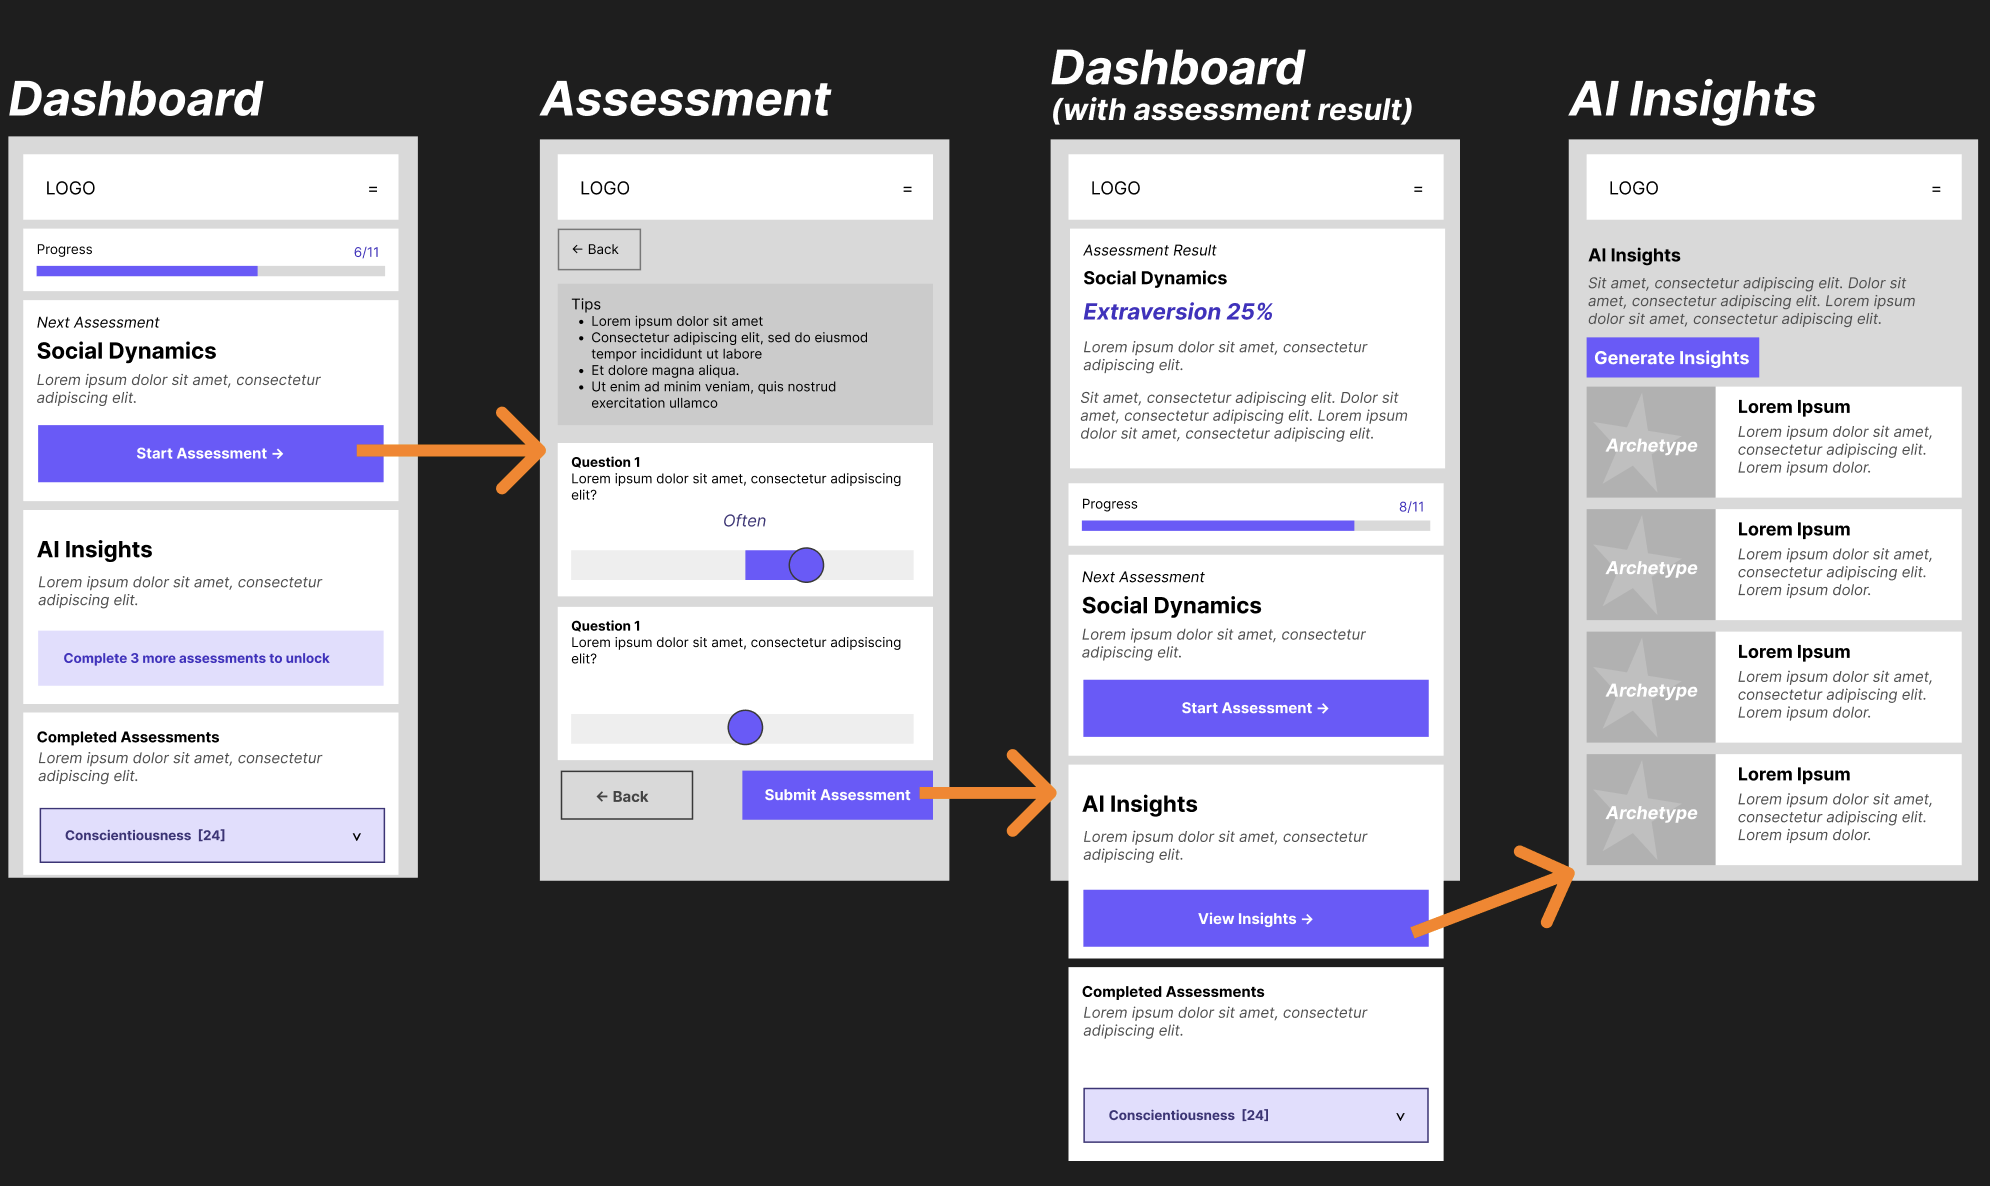 Dashboard
LOGO
=
Progress
6/11
Next Assessment
Social Dynamics
Lorem ipsum dolor sit amet, consectetur
adipiscing elit.
Start Assessment →
AI Insights
Lorem ipsum dolor sit amet, consectetur
adipiscing elit.
Complete 3 more assessments to unlock
Completed Assessments
Lorem ipsum dolor sit amet, consectetur
adipiscing elit.
Conscientiousness [24]
v
Assessment
LOGO
=
← Back
Tips
• Lorem ipsum dolor sit amet
• Consectetur adipiscing elit, sed do eiusmod
tempor incididunt ut labore
• Et dolore magna aliqua.
• Ut enim ad minim veniam, quis nostrud
exercitation ullamco
Question 1
Lorem ipsum dolor sit amet, consectetur adipsiscing
elit?
Often
Question 1
Lorem ipsum dolor sit amet, consectetur adipsiscing
elit?
← Back
Submit Assessment
Dashboard
(with assessment result)
LOGO
=
Assessment Result
Social Dynamics
Extraversion 25%
Lorem ipsum dolor sit amet, consectetur
adipiscing elit.
Sit amet, consectetur adipiscing elit. Dolor sit
amet, consectetur adipiscing elit. Lorem ipsum
dolor sit amet, consectetur adipiscing elit.
Progress
8/11
Next Assessment
Social Dynamics
Lorem ipsum dolor sit amet, consectetur
adipiscing elit.
Start Assessment →
AI Insights
Lorem ipsum dolor sit amet, consectetur
adipiscing elit.
View Insights →
Completed Assessments
Lorem ipsum dolor sit amet, consectetur
adipiscing elit.
Conscientiousness [24]
v
AI Insights
LOGO
=
AI Insights
Sit amet, consectetur adipiscing elit. Dolor sit
amet, consectetur adipiscing elit. Lorem ipsum
dolor sit amet, consectetur adipiscing elit.
Generate Insights
Archetype
Lorem Ipsum
Lorem ipsum dolor sit amet,
consectetur adipiscing elit.
Lorem ipsum dolor.
Archetype
Lorem Ipsum
Lorem ipsum dolor sit amet,
consectetur adipiscing elit.
Lorem ipsum dolor.
Archetype
Lorem Ipsum
Lorem ipsum dolor sit amet,
consectetur adipiscing elit.
Lorem ipsum dolor.
Archetype
Lorem Ipsum
Lorem ipsum dolor sit amet,
consectetur adipiscing elit.
Lorem ipsum dolor.